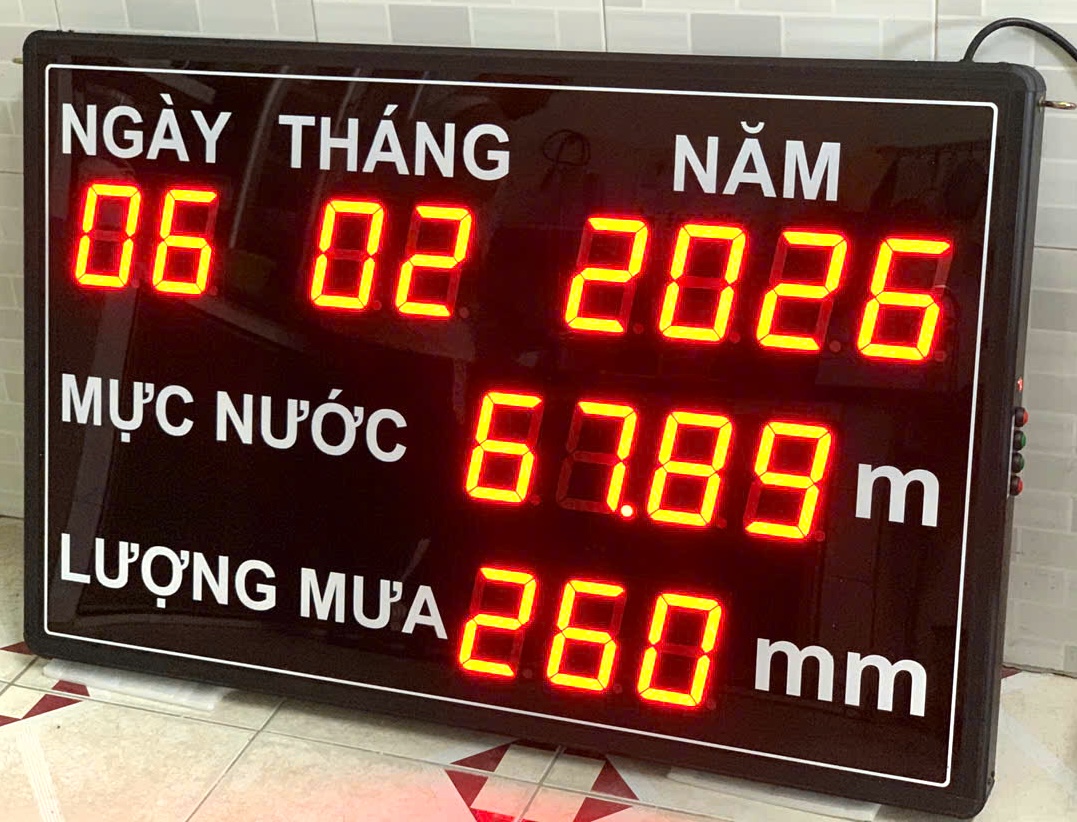 NGÀY THÁNG NĂM
06 02 2026
MỰC NƯỚC 67.89 m
LƯỢNG MƯA 260 mm